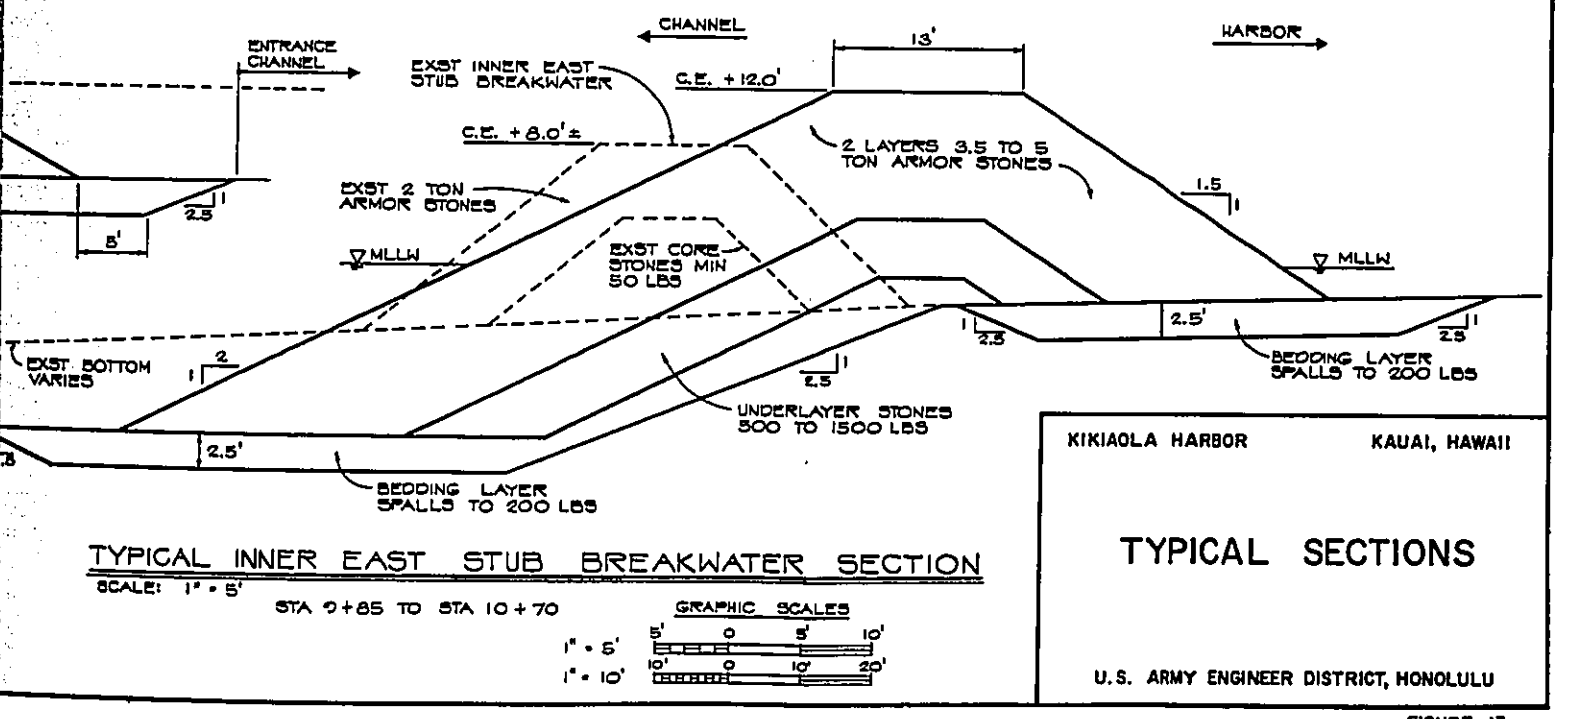 CHANNEL
HARBOR
ENTRANCE
CHANNEL
13'
EXST INNER EAST
STUB BREAKWATER
C.E. +12.0'
C.E. +8.0'±
2 LAYERS 3.5 TO 5
TON ARMOR STONES
EXST 2 TON
ARMOR STONES
1.5
1
1
2.5
5'
MLLW
EXST CORE
STONES MIN
50 LBS
MLLW
2.5'
1
2.5
1
2.5
EXST BOTTOM
VARIES
2
1
1
2.5
BEDDING LAYER
SPALLS TO 200 LBS
UNDERLAYER STONES
500 TO 1500 LBS
2.5'
BEDDING LAYER
SPALLS TO 200 LBS
KIKIAOLA HARBOR
KAUAI, HAWAII
TYPICAL INNER EAST STUB BREAKWATER SECTION
SCALE: 1" = 5'
STA 9+85 TO STA 10+70
GRAPHIC SCALES
1" = 5'
5' 0 5' 10'
1" = 10'
10' 0 10' 20'
TYPICAL SECTIONS
U.S. ARMY ENGINEER DISTRICT, HONOLULU